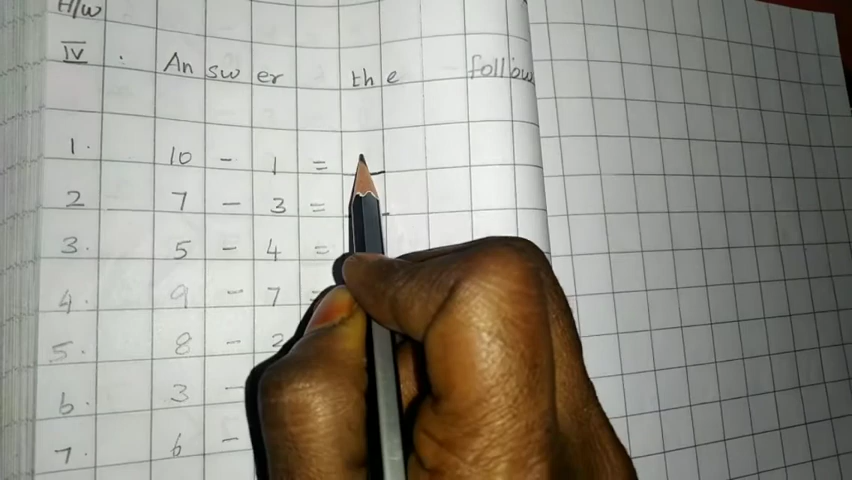 H/w
IV . Answer the follow
1. 10 - 1 =
2 7 - 3 =
3. 5 - 4 =
4. 9 - 7 =
5. 8 - 2
6. 3 -
7. 6 -